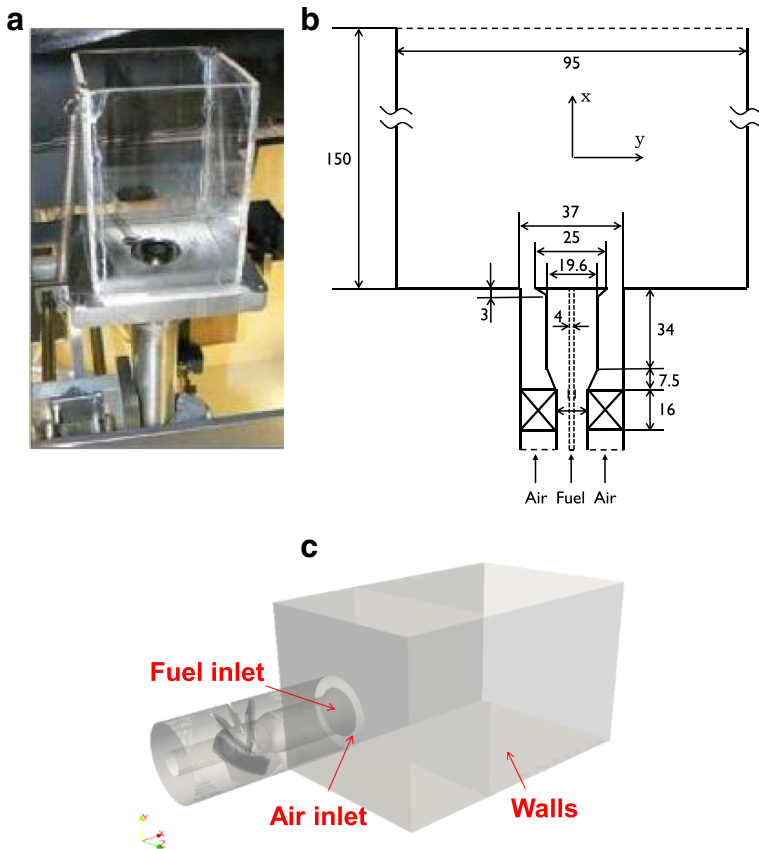 a
b
95
x
y
150
37
25
19.6
3
4
34
7.5
16
Air Fuel Air
c
Fuel inlet
Air inlet
Walls